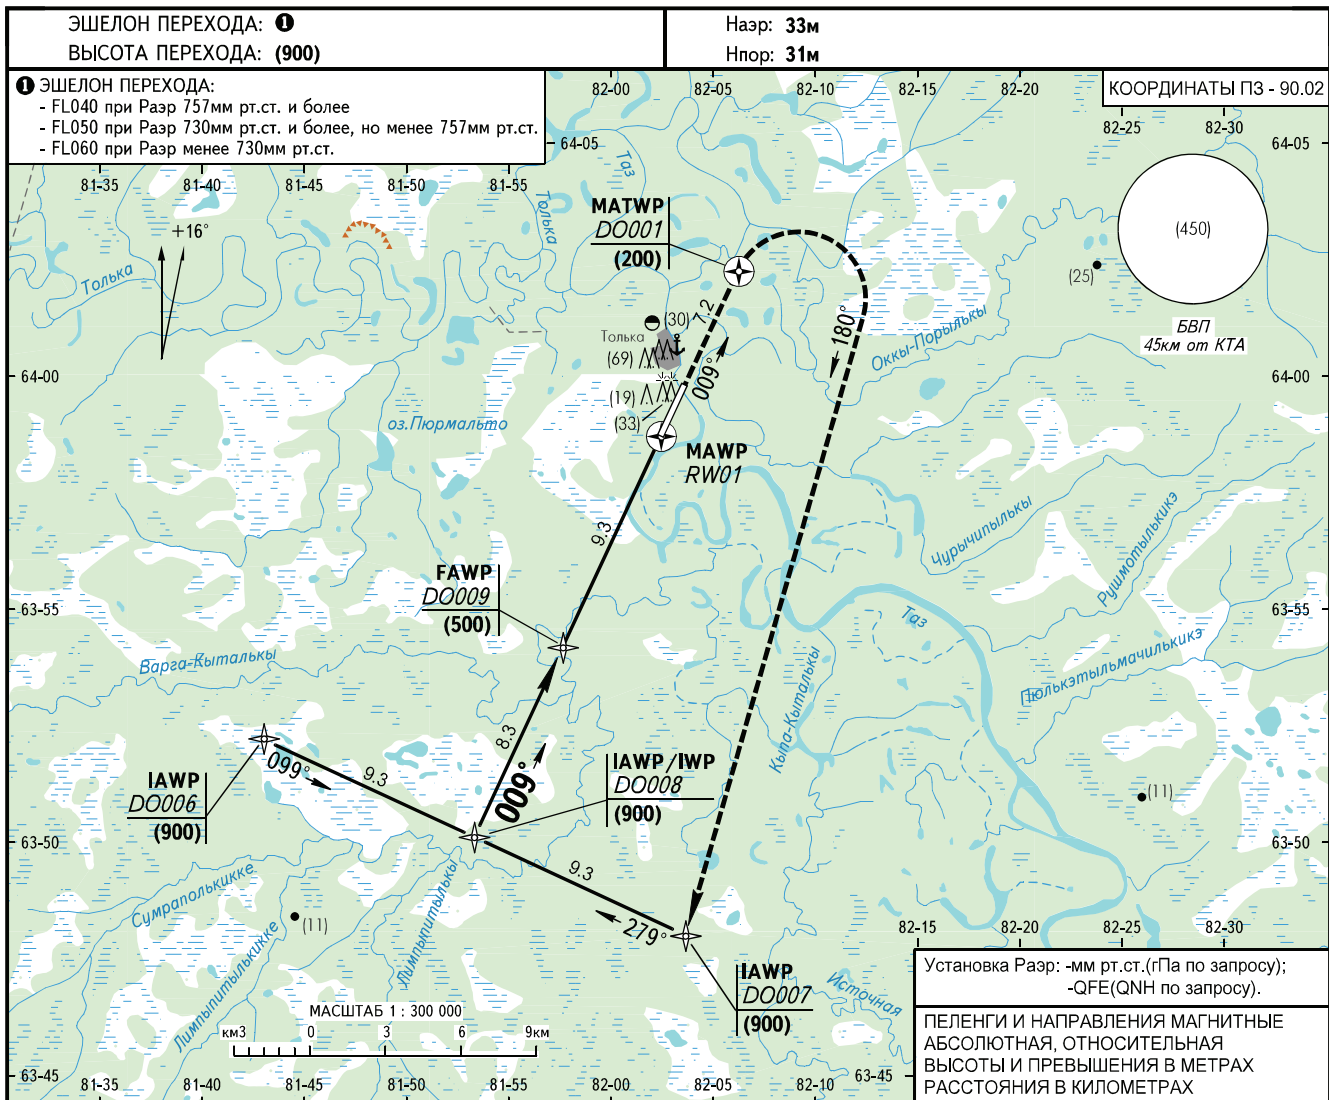 ЭШЕЛОН ПЕРЕХОДА: ❶
ВЫСОТА ПЕРЕХОДА: (900)
Наэр: 33м
Нпор: 31м
❶ ЭШЕЛОН ПЕРЕХОДА:
- FL040 при Раэр 757мм рт.ст. и более
- FL050 при Раэр 730мм рт.ст. и более, но менее 757мм рт.ст.
- FL060 при Раэр менее 730мм рт.ст.
КООРДИНАТЫ ПЗ - 90.02
82-00
82-05
82-10
82-15
82-20
82-25
82-30
64-05
64-05
81-35
81-40
81-45
81-50
81-55
+16°
Толька
Толька
Таз
MATWP
DO001
(200)
(450)
БВП
45км от КТА
(25)
(30)
Толька
(69)
(19)
(33)
7.2
009°
180°
Оккы-Порылькы
64-00
64-00
оз.Пюрмальто
MAWP
RW01
9.3
Чурычипылькы
Рушмотылькикэ
FAWP
DO009
(500)
63-55
63-55
Таз
Варга-Кыталькы
Кыпа-Кыталькы
Пюлькэтыльмачилькикэ
099°
9.3
8.3
009°
IAWP
DO006
(900)
IAWP/IWP
DO008
(900)
(11)
63-50
63-50
9.3
279°
Сумраполькикке
(11)
Лимпыпитылькикке
Лимпыпитылькы
IAWP
DO007
(900)
Источная
82-15
82-20
82-25
82-30
Установка Раэр: -мм рт.ст.(гПа по запросу);
-QFE(QNH по запросу).
МАСШТАБ 1 : 300 000
км3 0 3 6 9км
ПЕЛЕНГИ И НАПРАВЛЕНИЯ МАГНИТНЫЕ
АБСОЛЮТНАЯ, ОТНОСИТЕЛЬНАЯ
ВЫСОТЫ И ПРЕВЫШЕНИЯ В МЕТРАХ
РАССТОЯНИЯ В КИЛОМЕТРАХ
63-45
81-35
81-40
81-45
81-50
81-55
82-00
82-05
82-10
63-45